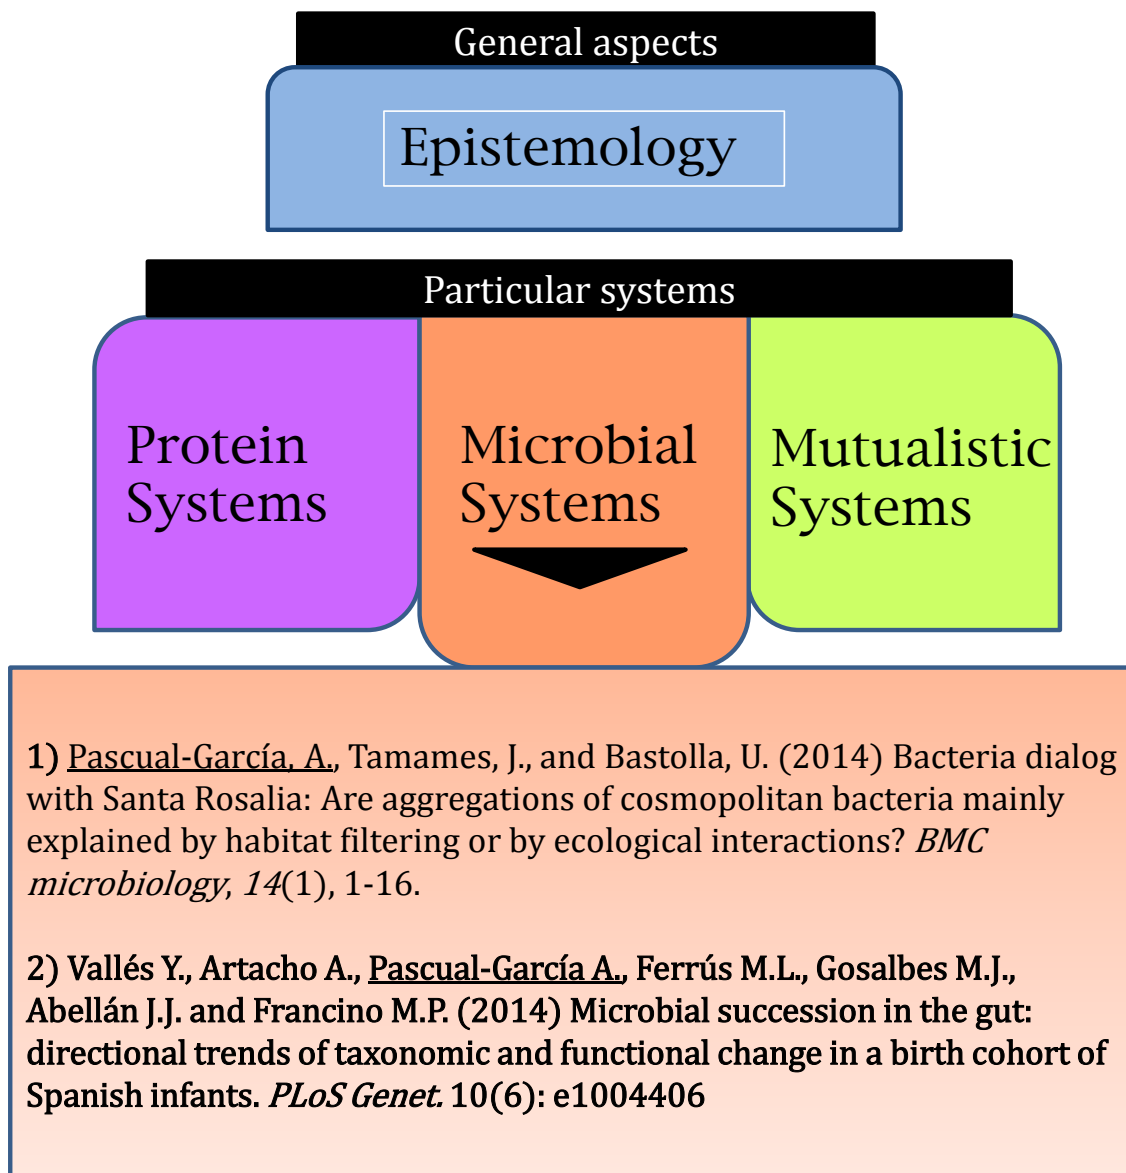 General aspects
Epistemology
Particular systems
Protein
Systems
Microbial
Systems
Mutualistic
Systems
1) Pascual-García, A., Tamames, J., and Bastolla, U. (2014) Bacteria dialog
with Santa Rosalia: Are aggregations of cosmopolitan bacteria mainly
explained by habitat filtering or by ecological interactions? BMC
microbiology, 14(1), 1-16.
2) Vallés Y., Artacho A., Pascual-García A., Ferrús M.L., Gosalbes M.J.,
Abellán J.J. and Francino M.P. (2014) Microbial succession in the gut:
directional trends of taxonomic and functional change in a birth cohort of
Spanish infants. PLoS Genet. 10(6): e1004406